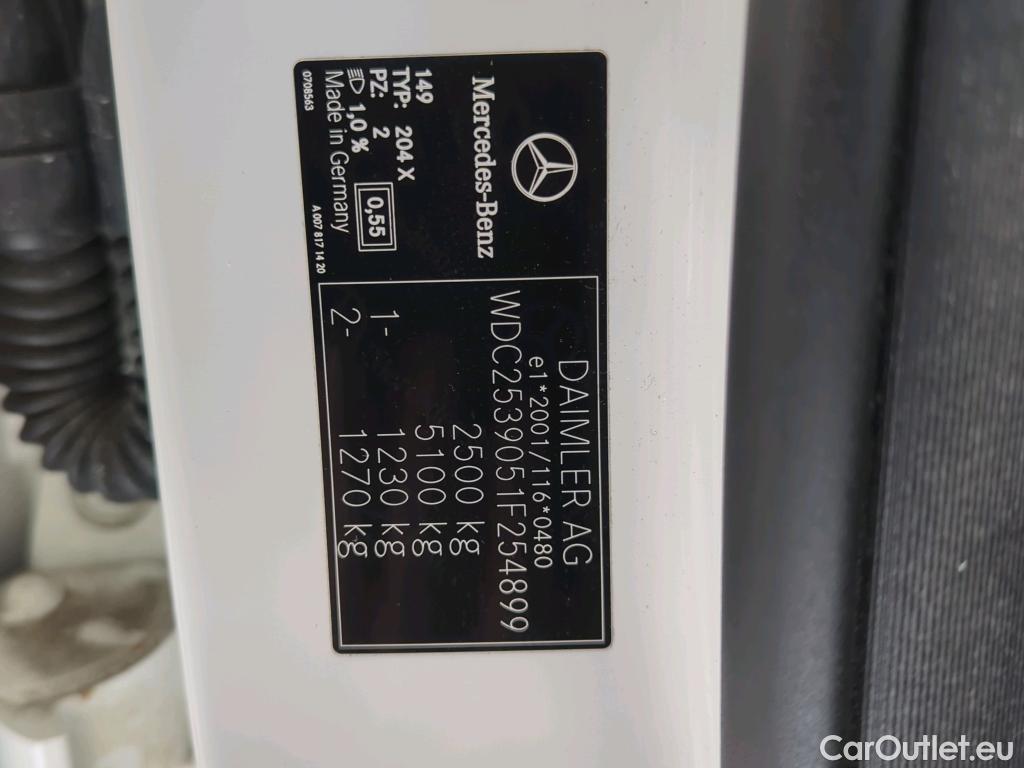 Mercedes-Benz
149
TYP: 204 X
PZ: 2
1,0 %
0,55
Made in Germany
0708563
A 007 817 14 20
DAIMLER AG
e1*2001/116*0480
WDC2539051F254899
2500 kg
5100 kg
1- 1230 kg
2- 1270 kg
CarOutlet.eu